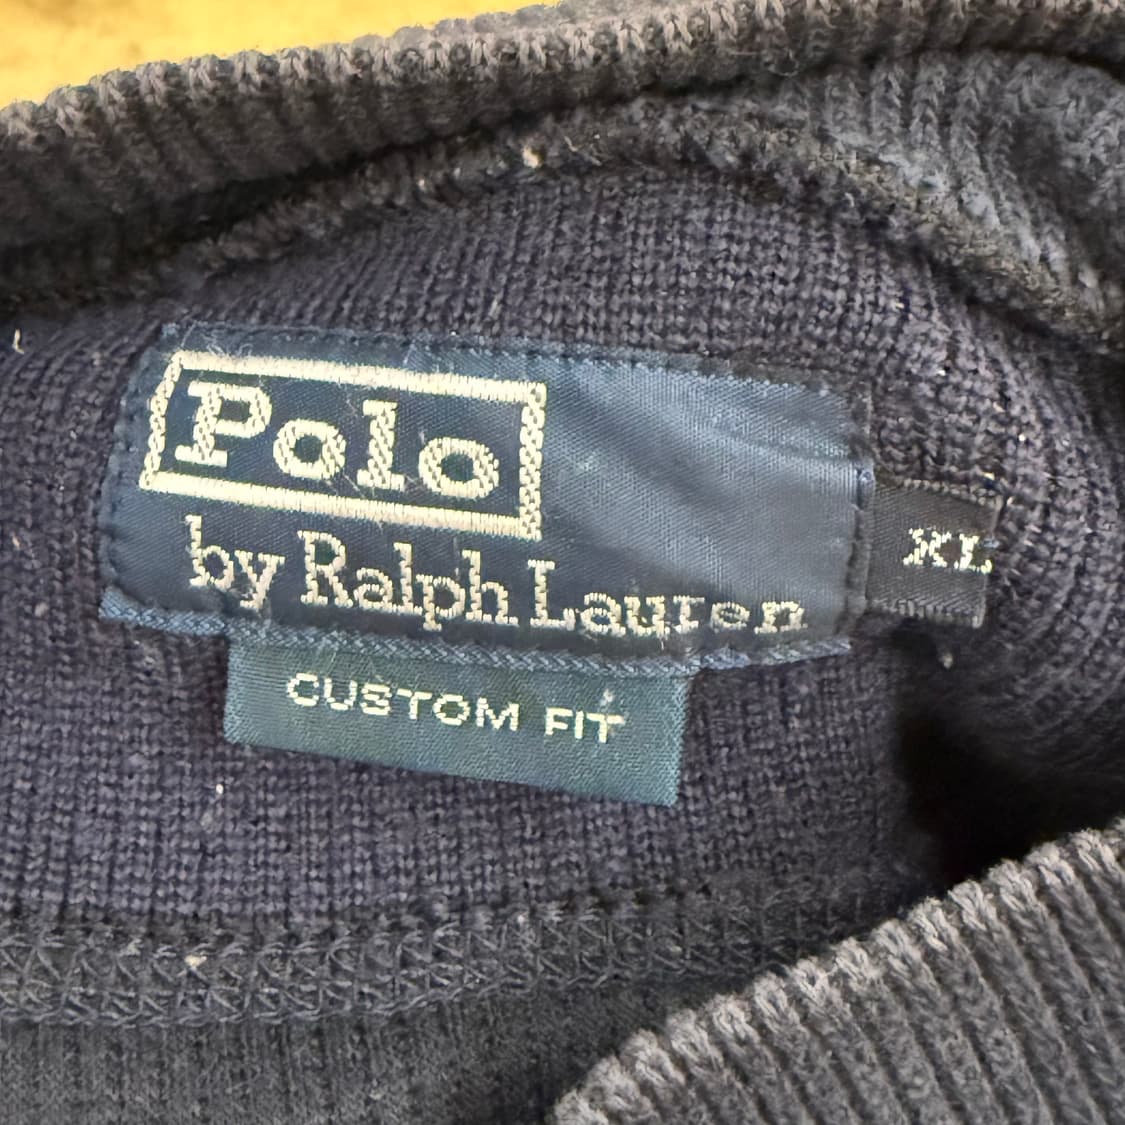 Polo
by Ralph Lauren
XL
CUSTOM FIT